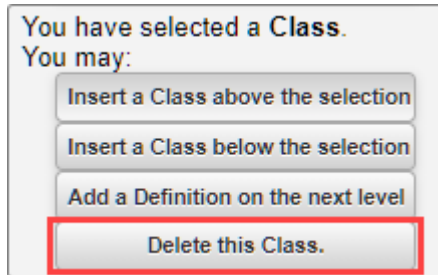 You have selected a Class.
You may:
Insert a Class above the selection
Insert a Class below the selection
Add a Definition on the next level
Delete this Class.